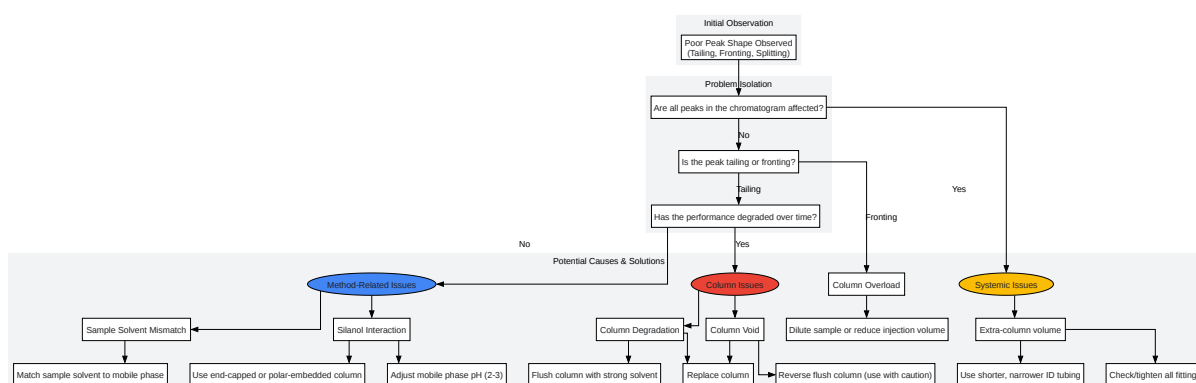 Initial Observation
Poor Peak Shape Observed
(Tailing, Fronting, Splitting)
Problem Isolation
Are all peaks in the chromatogram affected?
No
Is the peak tailing or fronting?
Tailing
Yes
Has the performance degraded over time?
Fronting
No
Yes
Potential Causes & Solutions
Method-Related Issues
Column Issues
Column Overload
Systemic Issues
Sample Solvent Mismatch
Silanol Interaction
Column Degradation
Column Void
Dilute sample or reduce injection volume
Extra-column volume
Match sample solvent to mobile phase
Use end-capped or polar-embedded column
Adjust mobile phase pH (2-3)
Flush column with strong solvent
Replace column
Reverse flush column (use with caution)
Use shorter, narrower ID tubing
Check/tighten all fitting